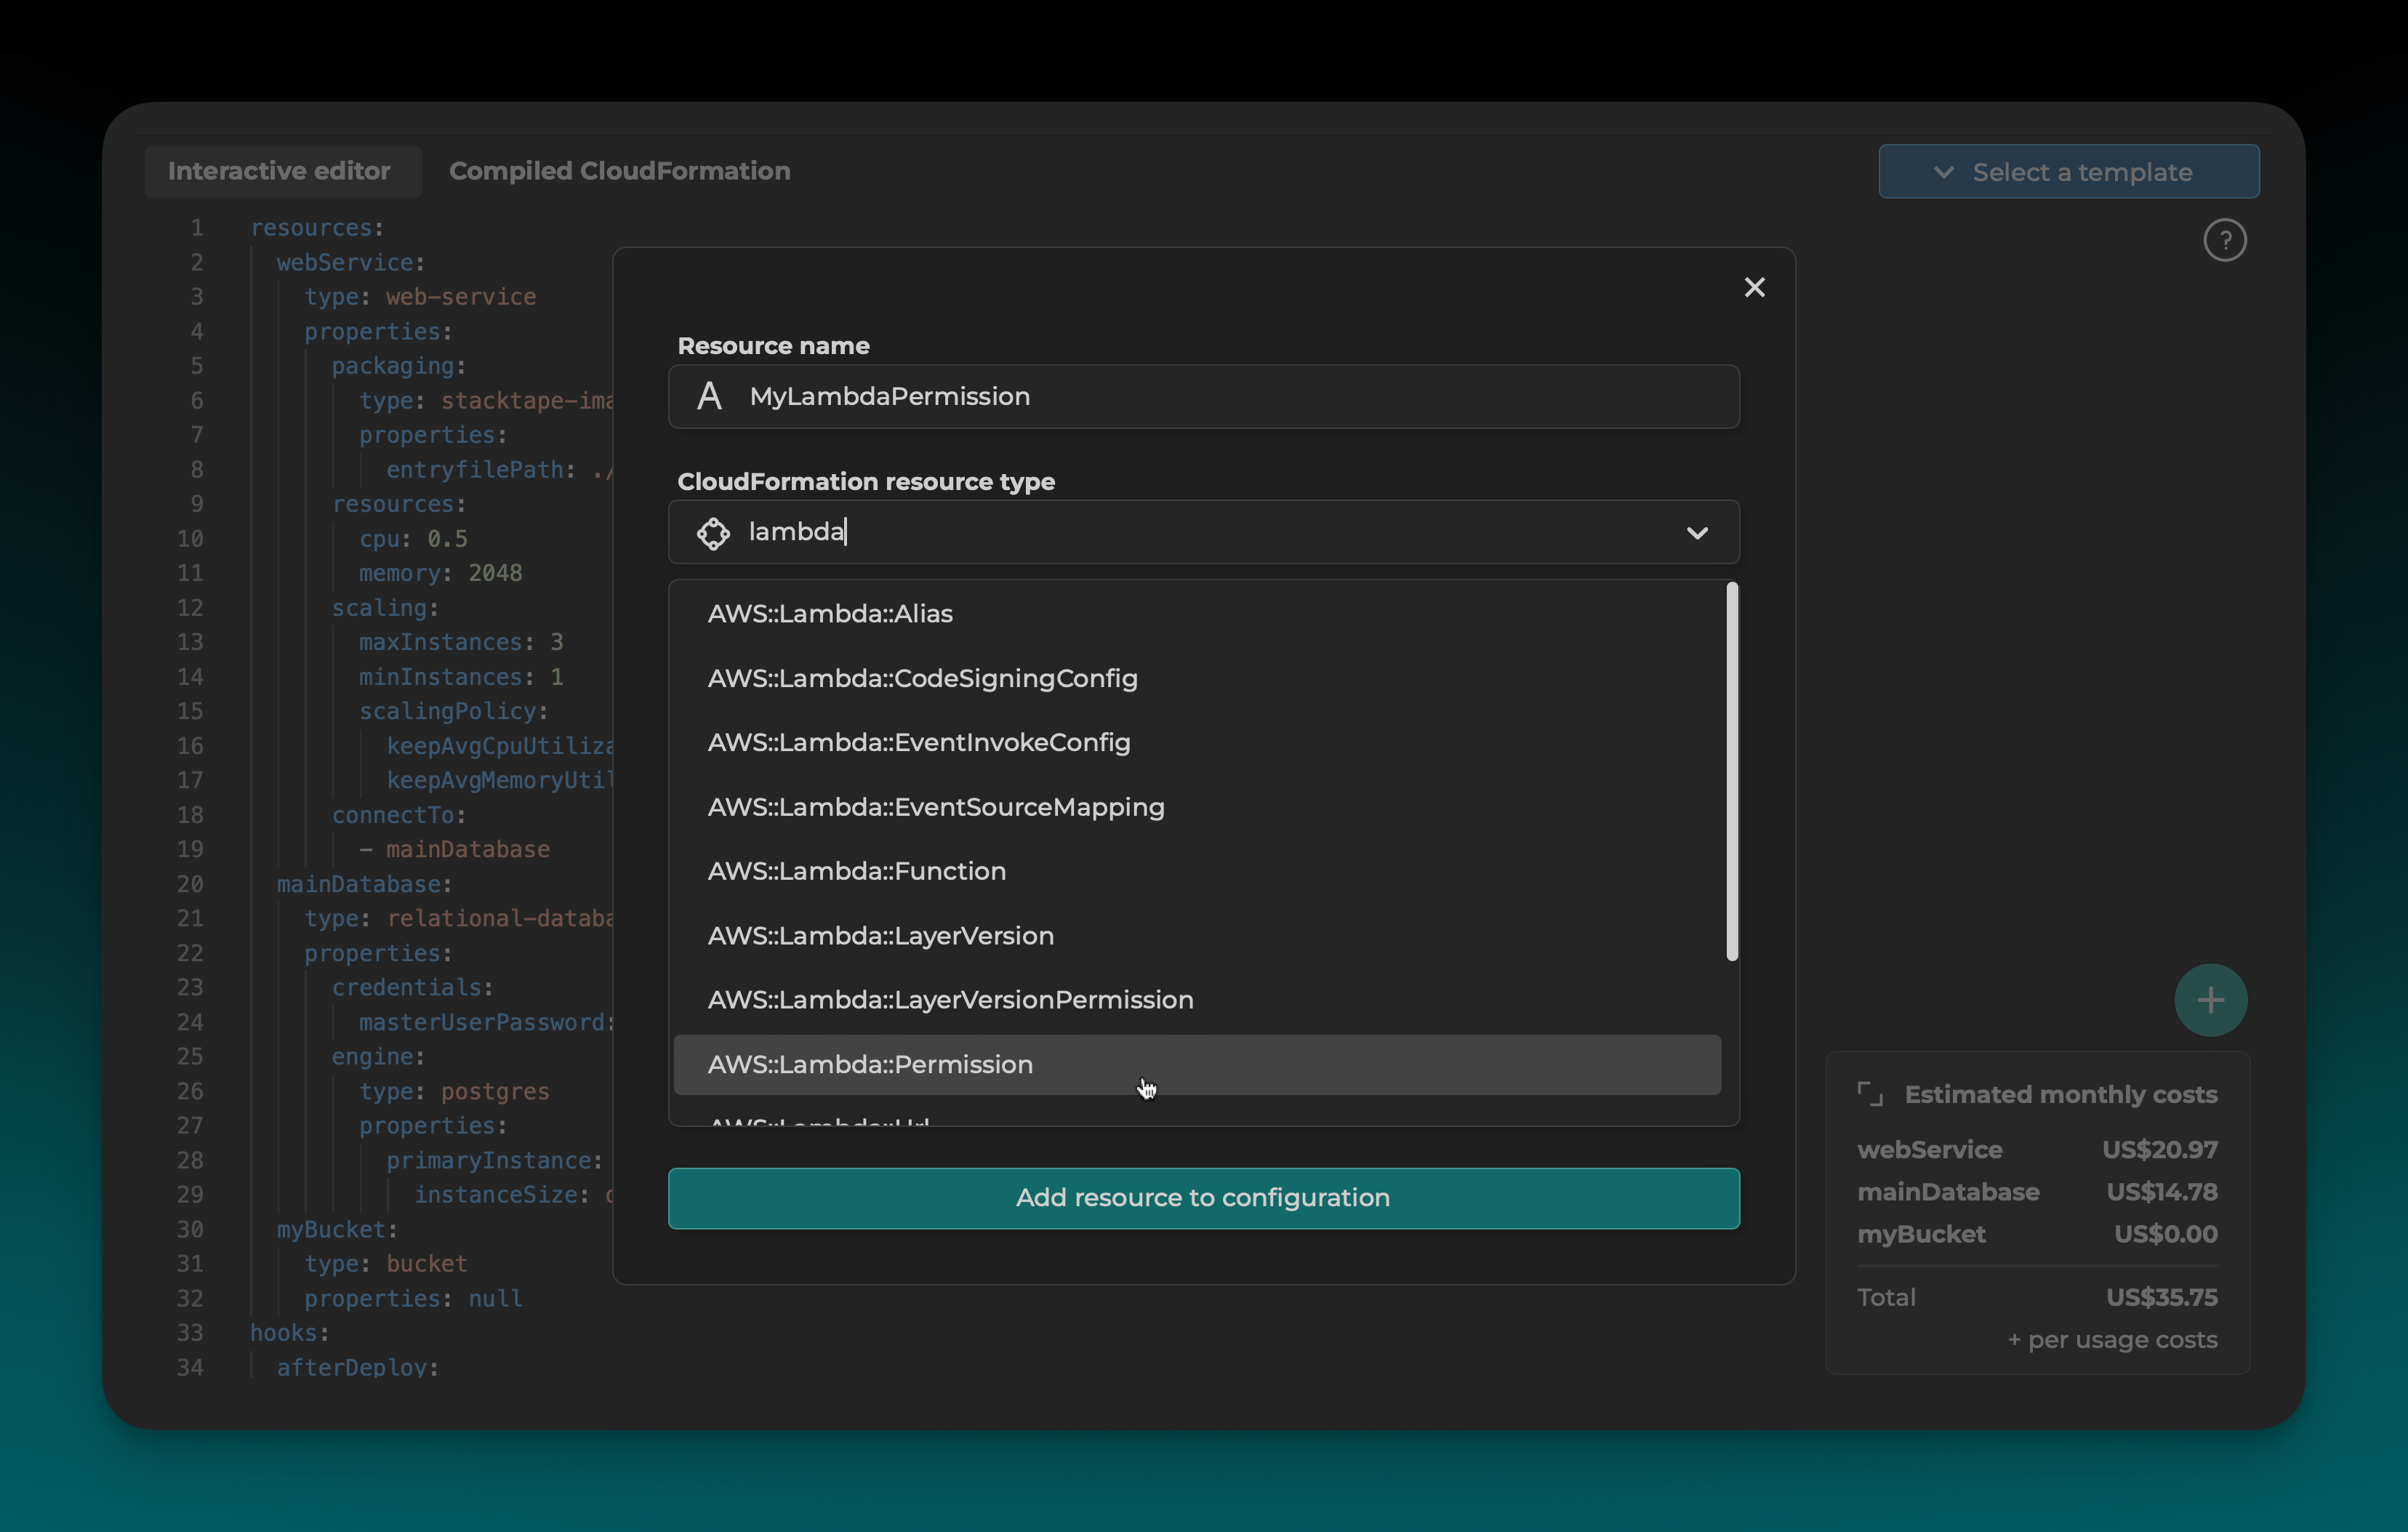 Interactive editor
Compiled CloudFormation
Select a template
?
1 resources:
2 webService:
3 type: web-service
4 properties:
5 packaging:
6 type: stacktape-ima
7 properties:
8 entryfilePath: ./
9 resources:
10 cpu: 0.5
11 memory: 2048
12 scaling:
13 maxInstances: 3
14 minInstances: 1
15 scalingPolicy:
16 keepAvgCpuUtiliza
17 keepAvgMemoryUtil
18 connectTo:
19 - mainDatabase
20 mainDatabase:
21 type: relational-databa
22 properties:
23 credentials:
24 masterUserPassword:
25 engine:
26 type: postgres
27 properties:
28 primaryInstance:
29 instanceSize:
30 myBucket:
31 type: bucket
32 properties: null
33 hooks:
34 afterDeploy:
Resource name
A MyLambdaPermission
CloudFormation resource type
lambda
AWS::Lambda::Alias
AWS::Lambda::CodeSigningConfig
AWS::Lambda::EventInvokeConfig
AWS::Lambda::EventSourceMapping
AWS::Lambda::Function
AWS::Lambda::LayerVersion
AWS::Lambda::LayerVersionPermission
AWS::Lambda::Permission
AWS::Lambda::Url
Add resource to configuration
Estimated monthly costs
webService US$20.97
mainDatabase US$14.78
myBucket US$0.00
Total US$35.75
+ per usage costs